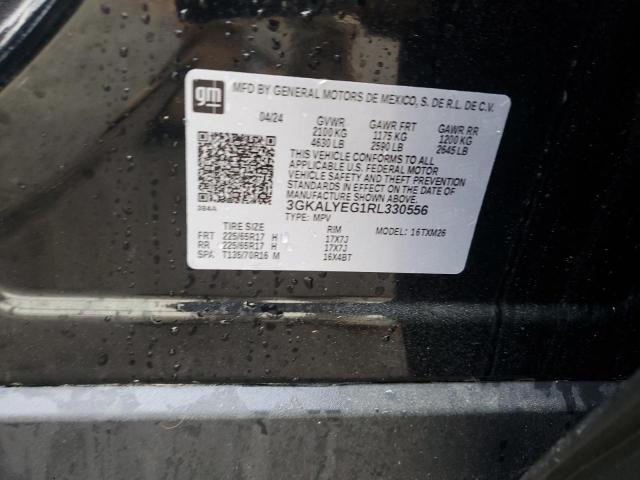 gm
MFD BY GENERAL MOTORS DE MEXICO, S. DE R.L. DE C.V.
04/24 GVWR GAWR FRT GAWR RR
2100 KG 1175 KG 1200 KG
4630 LB 2590 LB 2645 LB
THIS VEHICLE CONFORMS TO ALL
APPLICABLE U.S. FEDERAL MOTOR
VEHICLE SAFETY AND THEFT PREVENTION
STANDARDS IN EFFECT ON THE DATE OF
MANUFACTURE SHOWN ABOVE.
384A 3GKALYEG1RL330556
TYPE: MPV
TIRE SIZE RIM MODEL: 16TXM26
FRT 225/65R17 H 17X7J
RR 225/65R17 H 17X7J
SPA T135/70R16 M 16X4BT